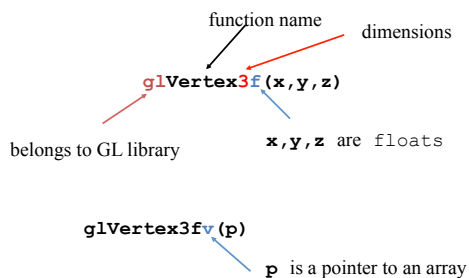 function name
dimensions
glVertex3f(x,y,z)
belongs to GL library
x,y,z are floats
glVertex3fv(p)
p is a pointer to an array